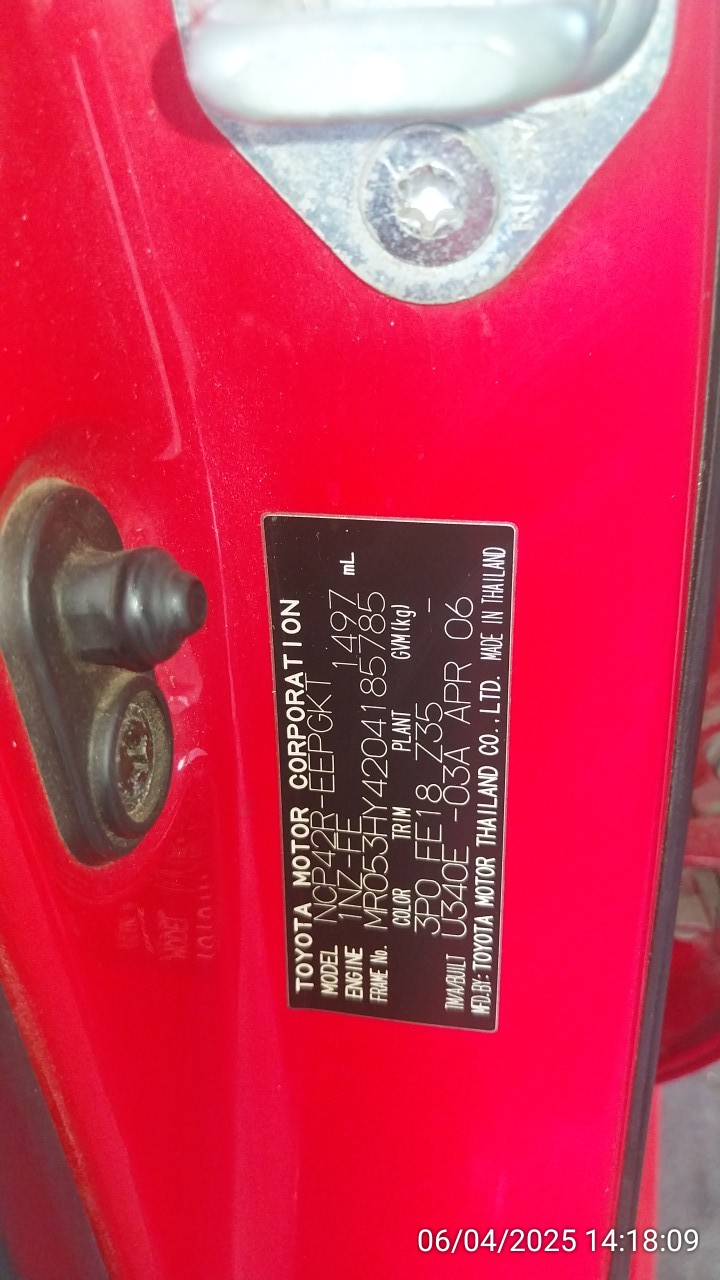 TOYOTA MOTOR CORPORATION
MODEL NCP42R-EEPGKT
ENGINE 1NZ-FE 1497 mL
FRAME No. MR053HY4204185785
COLOR TRIM PLANT GVM(kg)
3P0 FE18 Z35 -
TM/A/BUILT U340E -03A APR 06
MFD.BY: TOYOTA MOTOR THAILAND CO.,LTD. MADE IN THAILAND
06/04/2025 14:18:09